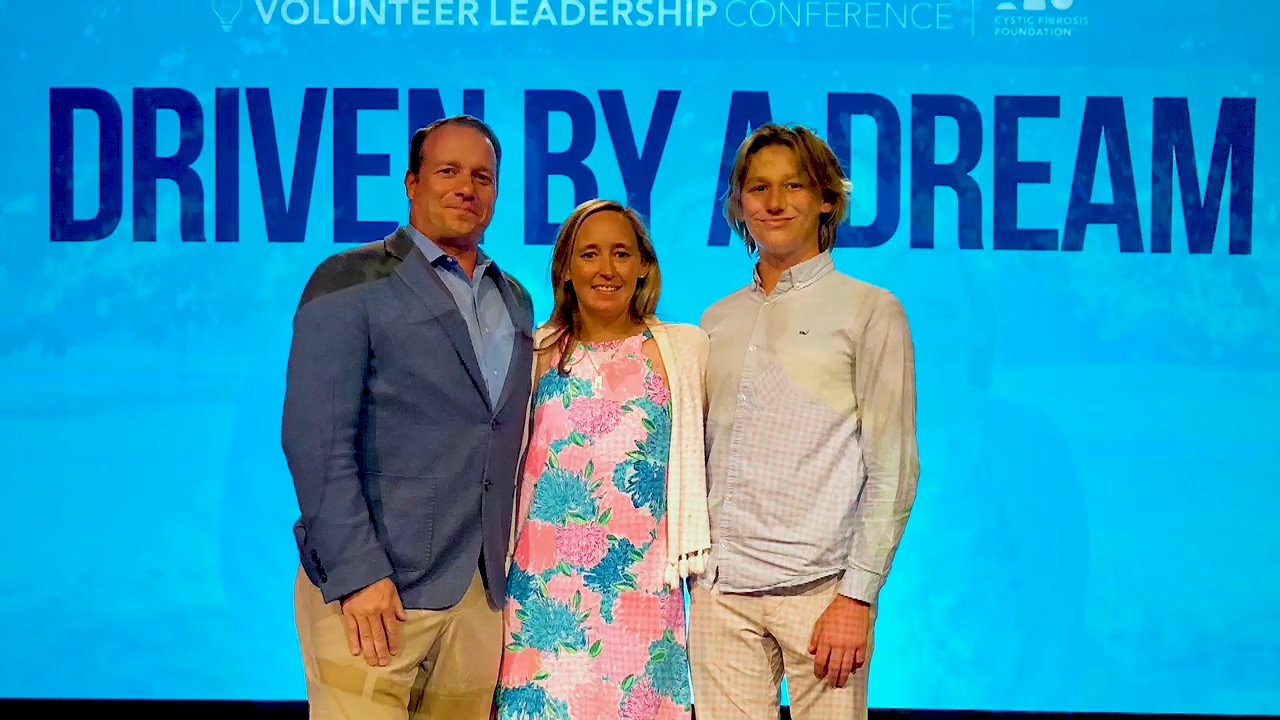 VOLUNTEER LEADERSHIP CONFERENCE
CYSTIC FIBROSIS
FOUNDATION
DRIVEN BY A DREAM